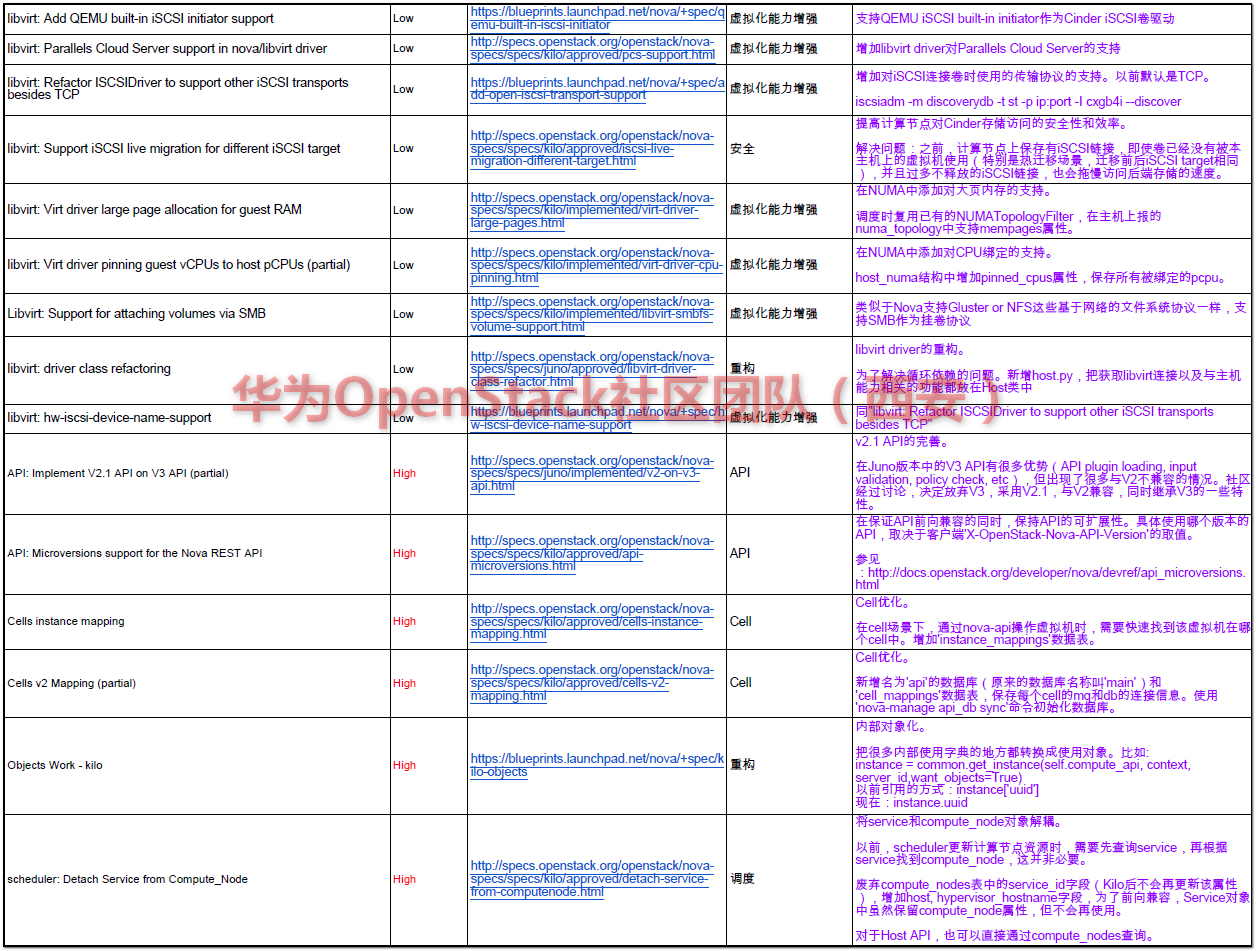 libvirt: Add QEMU built-in iSCSI initiator support
Low
https://blueprints.launchpad.net/nova/+spec/q
emu-built-in-iscsi-initiator
虚拟化能力增强
支持QEMU iSCSI built-in initiator作为Cinder iSCSI卷驱动
libvirt: Parallels Cloud Server support in nova/libvirt driver
Low
http://specs.openstack.org/openstack/nova-
specs/specs/kilo/approved/pcs-support.html
虚拟化能力增强
增加libvirt driver对Parallels Cloud Server的支持
libvirt: Refactor ISCSIDriver to support other iSCSI transports
besides TCP
Low
https://blueprints.launchpad.net/nova/+spec/a
dd-open-iscsi-transport-support
虚拟化能力增强
增加对iSCSI连接卷时使用的传输协议的支持。以前默认是TCP。
iscsiadm -m discoverydb -t st -p ip:port -I cxgb4i --discover
libvirt: Support iSCSI live migration for different iSCSI target
Low
http://specs.openstack.org/openstack/nova-
specs/specs/kilo/approved/iscsi-live-
migration-different-target.html
安全
提高计算节点对Cinder存储访问的安全性和效率。
解决问题：之前，计算节点上保存有iSCSI链接，即使卷已经没有被本
主机上的虚拟机使用（特别是热迁移场景，迁移前后iSCSI target相同
），并且过多不释放的iSCSI链接，也会拖慢访问后端存储的速度。
libvirt: Virt driver large page allocation for guest RAM
Low
http://specs.openstack.org/openstack/nova-
specs/specs/kilo/implemented/virt-driver-
large-pages.html
虚拟化能力增强
在NUMA中添加对大页内存的支持。
调度时复用已有的NUMATopologyFilter，在主机上报的
numa_topology中支持mempages属性。
libvirt: Virt driver pinning guest vCPUs to host pCPUs (partial)
Low
http://specs.openstack.org/openstack/nova-
specs/specs/kilo/implemented/virt-driver-cpu-
pinning.html
虚拟化能力增强
在NUMA中添加对CPU绑定的支持。
host_numa结构中增加pinned_cpus属性，保存所有被绑定的pcpu。
Libvirt: Support for attaching volumes via SMB
Low
http://specs.openstack.org/openstack/nova-
specs/specs/kilo/implemented/libvirt-smbfs-
volume-support.html
虚拟化能力增强
类似于Nova支持Gluster or NFS这些基于网络的文件系统协议一样，支
持SMB作为挂卷协议
libvirt: driver class refactoring
Low
http://specs.openstack.org/openstack/nova-
specs/specs/juno/approved/libvirt-driver-
class-refactor.html
重构
libvirt driver的重构。
为了解决循环依赖的问题。新增host.py，把获取libvirt连接以及与主机
能力相关的功能都放在Host类中
华为OpenStack社区团队（西安）
libvirt: hw-iscsi-device-name-support
Low
https://blueprints.launchpad.net/nova/+spec/h
w-iscsi-device-name-support
虚拟化能力增强
同"libvirt: Refactor ISCSIDriver to support other iSCSI transports
besides TCP"
API: Implement V2.1 API on V3 API (partial)
High
http://specs.openstack.org/openstack/nova-
specs/specs/juno/implemented/v2-on-v3-
api.html
API
v2.1 API的完善。
在Juno版本中的V3 API有很多优势（API plugin loading, input
validation, policy check, etc），但出现了很多与V2不兼容的情况。社区
经过讨论，决定放弃V3，采用V2.1，与V2兼容，同时继承V3的一些特
性。
API: Microversions support for the Nova REST API
High
http://specs.openstack.org/openstack/nova-
specs/specs/kilo/approved/api-
microversions.html
API
在保证API前向兼容的同时，保持API的可扩展性。具体使用哪个版本的
API，取决于客户端'X-OpenStack-Nova-API-Version'的取值。
参见
：http://docs.openstack.org/developer/nova/devref/api_microversions.
html
Cells instance mapping
High
http://specs.openstack.org/openstack/nova-
specs/specs/kilo/approved/cells-instance-
mapping.html
Cell
Cell优化。
在cell场景下，通过nova-api操作虚拟机时，需要快速找到该虚拟机在哪
个cell中。增加'instance_mappings'数据表。
Cells v2 Mapping (partial)
High
http://specs.openstack.org/openstack/nova-
specs/specs/kilo/approved/cells-v2-
mapping.html
Cell
Cell优化。
新增名为'api'的数据库（原来的数据库名称叫'main'）和
'cell_mappings'数据表，保存每个cell的mq和db的连接信息。使用
'nova-manage api_db sync'命令初始化数据库。
Objects Work - kilo
High
https://blueprints.launchpad.net/nova/+spec/k
ilo-objects
重构
内部对象化。
把很多内部使用字典的地方都转换成使用对象。比如:
instance = common.get_instance(self.compute_api, context,
server_id,want_objects=True)
以前引用的方式：instance['uuid']
现在：instance.uuid
scheduler: Detach Service from Compute_Node
High
http://specs.openstack.org/openstack/nova-
specs/specs/kilo/approved/detach-service-
from-computenode.html
调度
将service和compute_node对象解耦。
以前，scheduler更新计算节点资源时，需要先查询service，再根据
service找到compute_node，这并非必要。
废弃compute_nodes表中的service_id字段（Kilo后不会再更新该属性
），增加host, hypervisor_hostname字段，为了前向兼容，Service对象
中虽然保留compute_node属性，但不会再使用。
对于Host API，也可以直接通过compute_nodes查询。